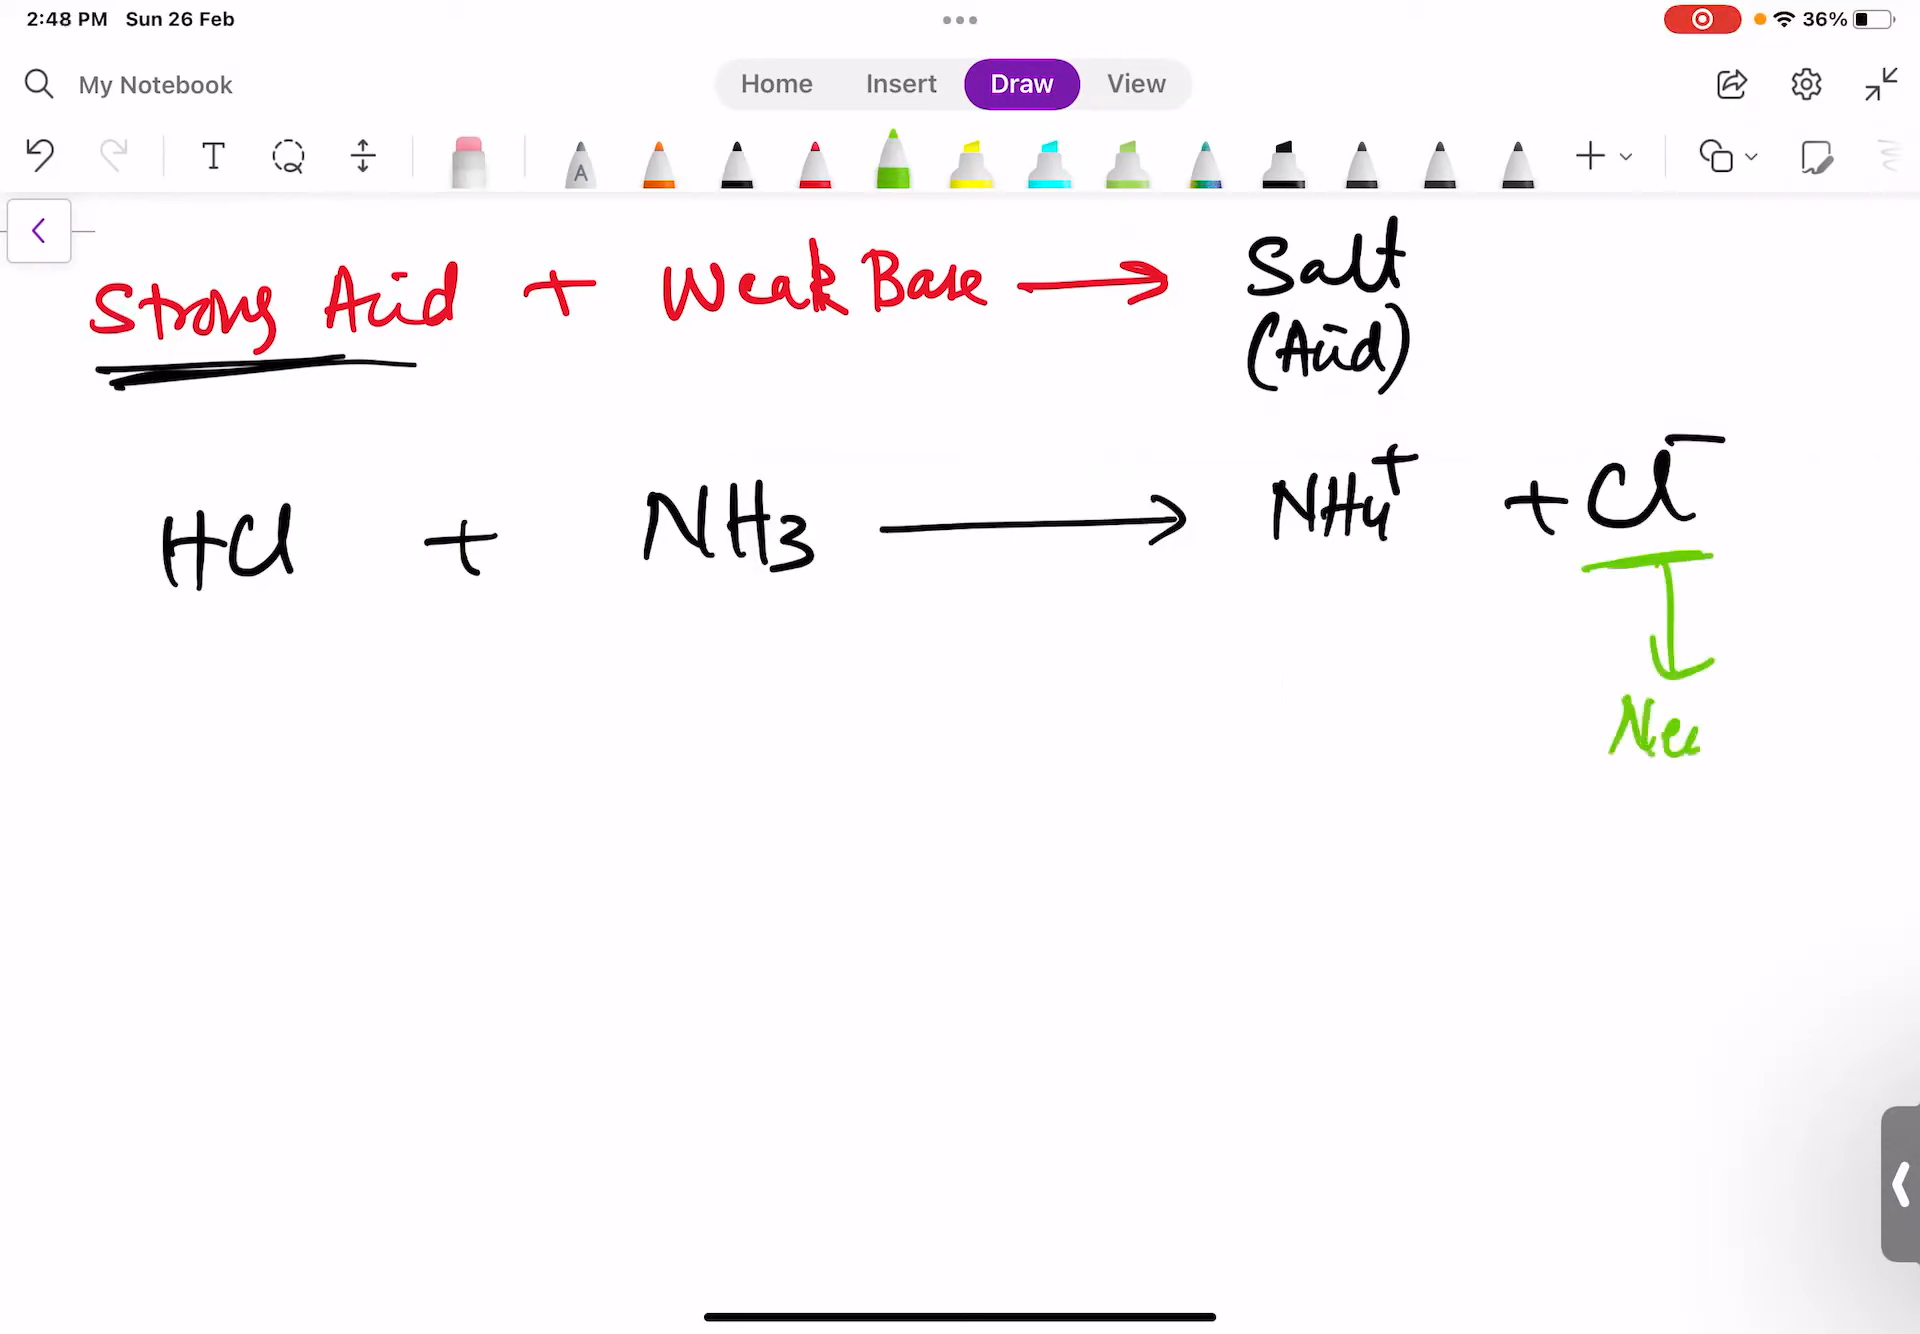 2:48 PM Sun 26 Feb
36%
My Notebook
Home Insert Draw View
T
A
Strong Acid + Weak Base → Salt
(Acid)
HCl + NH3 → NH4+ + Cl−
Neu